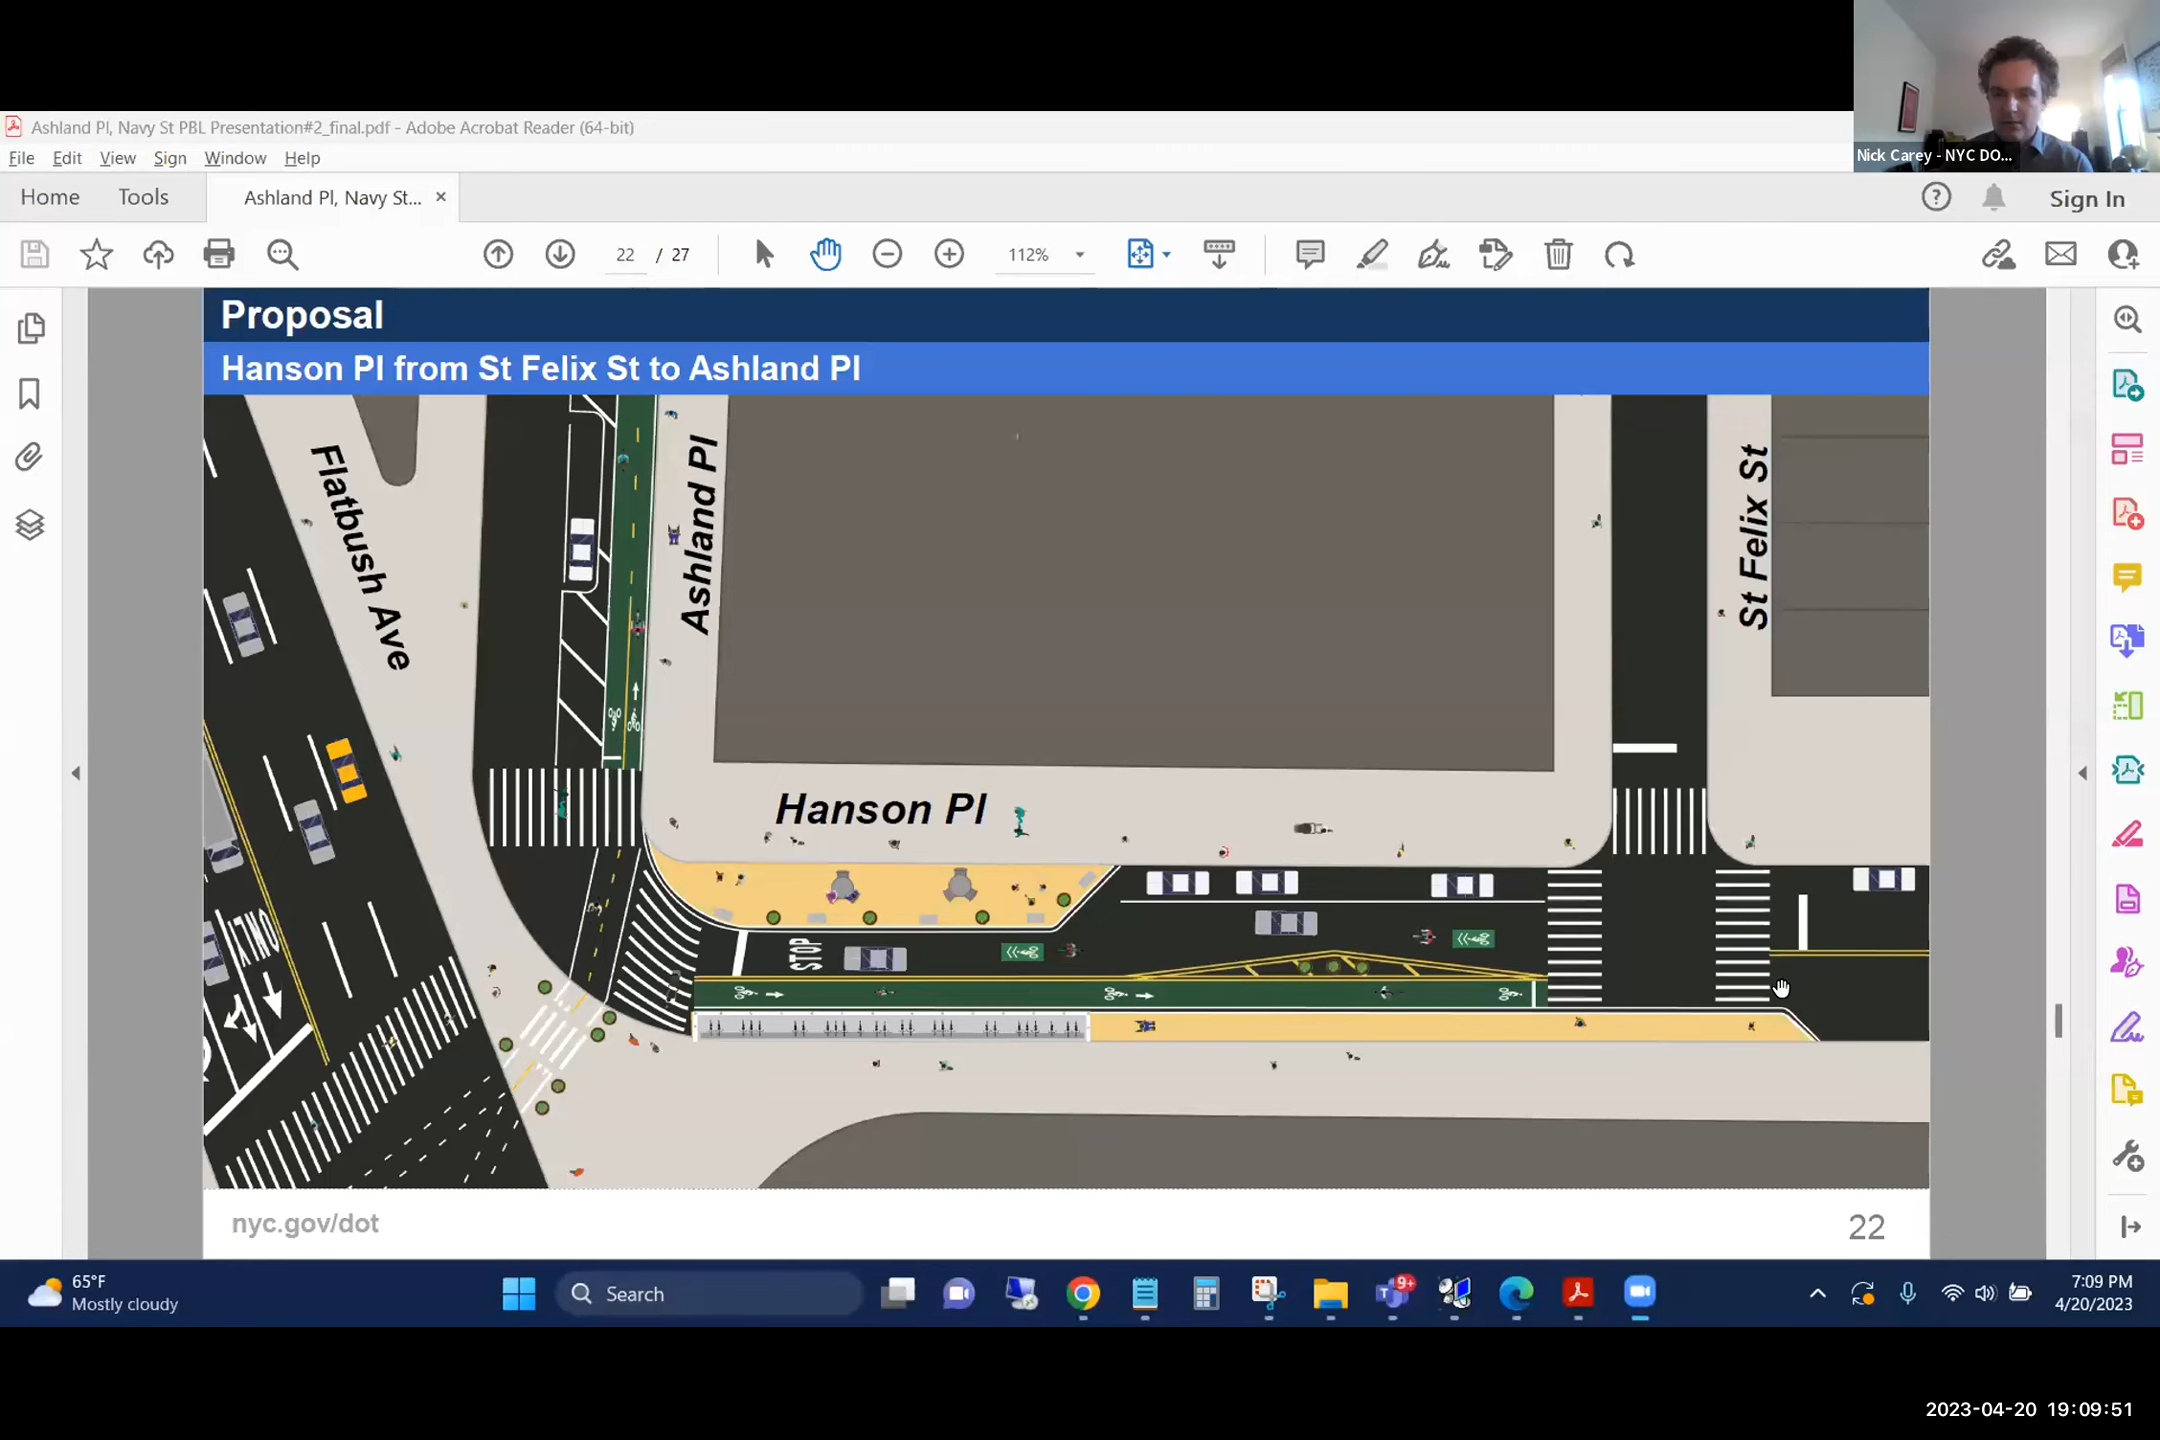 Nick Carey - NYC DO...
Ashland Pl, Navy St PBL Presentation#2_final.pdf - Adobe Acrobat Reader (64-bit)
File Edit View Sign Window Help
Home Tools Ashland Pl, Navy St... × Sign In
22 / 27 112%
Proposal
Hanson Pl from St Felix St to Ashland Pl
Flatbush Ave
Ashland Pl
St Felix St
Hanson Pl
STOP
ONLY
nyc.gov/dot
22
65°F
Mostly cloudy
Search
9+
7:09 PM
4/20/2023
2023-04-20 19:09:51